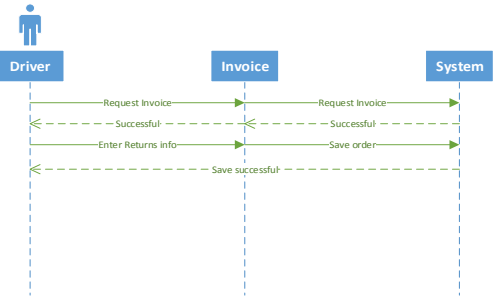 Driver
Invoice
System
Request Invoice
Request Invoice
Successful
Successful
Enter Returns info
Save order
Save successful